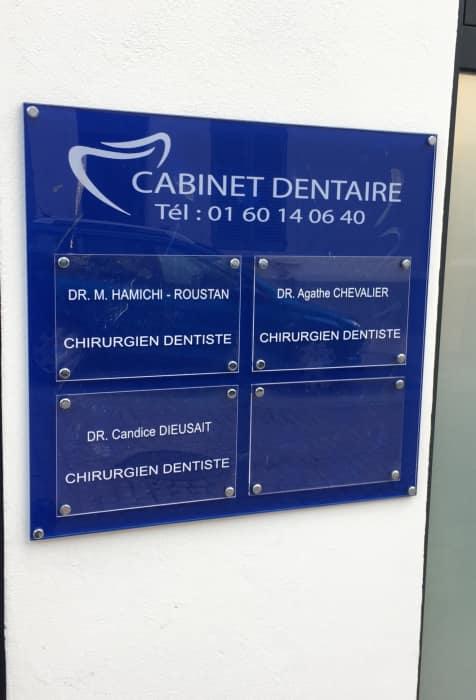 CABINET DENTAIRE
Tél : 01 60 14 06 40
DR. M. HAMICHI - ROUSTAN
CHIRURGIEN DENTISTE
DR. Agathe CHEVALIER
CHIRURGIEN DENTISTE
DR. Candice DIEUSAIT
CHIRURGIEN DENTISTE